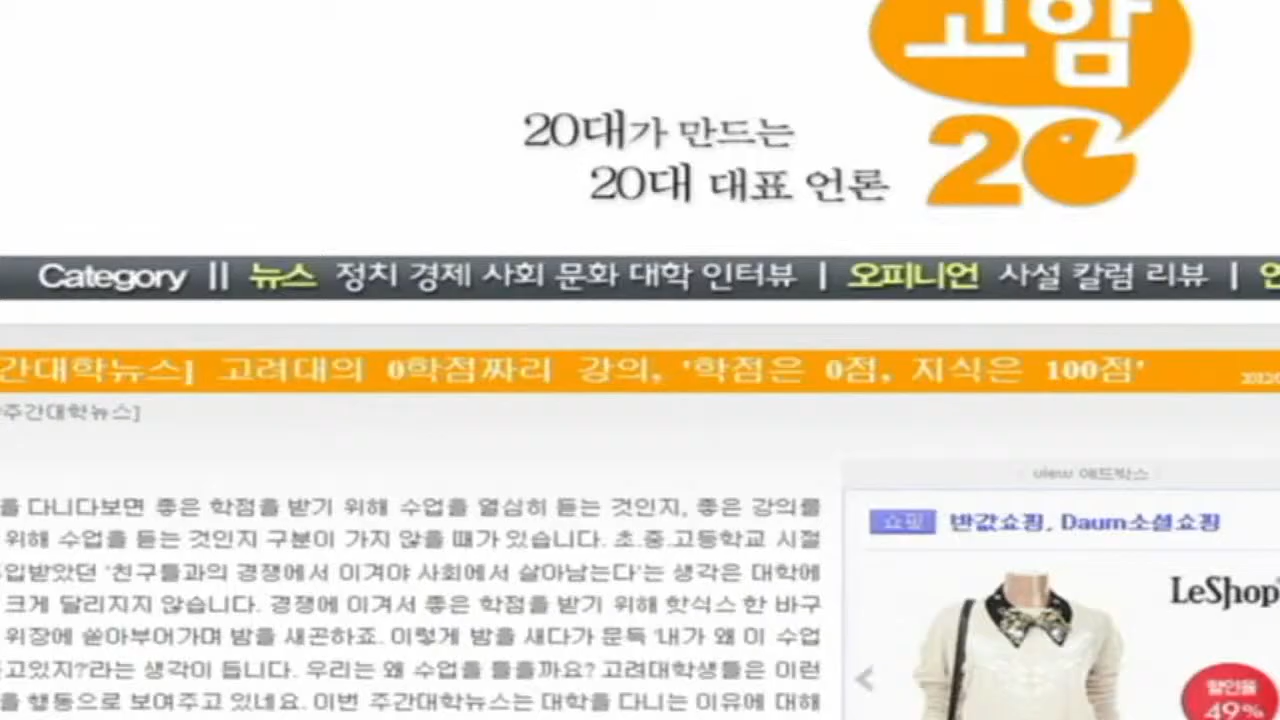 고함
20대가 만드는
20대 대표 언론
20
Category || 뉴스 정치 경제 사회 문화 대학 인터뷰 | 오피니언 사설 칼럼 리뷰 |
간대학뉴스] 고려대의 0학점짜리 강의, '학점은 0점, 지식은 100점'
주간대학뉴스]
view 애드박스
을 다니다보면 좋은 학점을 받기 위해 수업을 열심히 듣는 것인지, 좋은 강의를
위해 수업을 듣는 것인지 구분이 가지 않을 때가 있습니다. 초.중.고등학교 시절
입받았던 '친구들과의 경쟁에서 이겨야 사회에서 살아남는다'는 생각은 대학에
크게 달라지지 않습니다. 경쟁에 이겨서 좋은 학점을 받기 위해 핫식스 한 바구
위장에 쏟아부어가며 밤을 새곤하죠. 이렇게 밤을 새다가 문득 '내가 왜 이 수업
고있지?'라는 생각이 듭니다. 우리는 왜 수업을 들을까요? 고려대학생들은 이런
을 행동으로 보여주고 있네요. 이번 주간대학뉴스는 대학을 다니는 이유에 대해
쇼핑 반값쇼핑, Daum소셜쇼핑
LeShop
할인율
49%